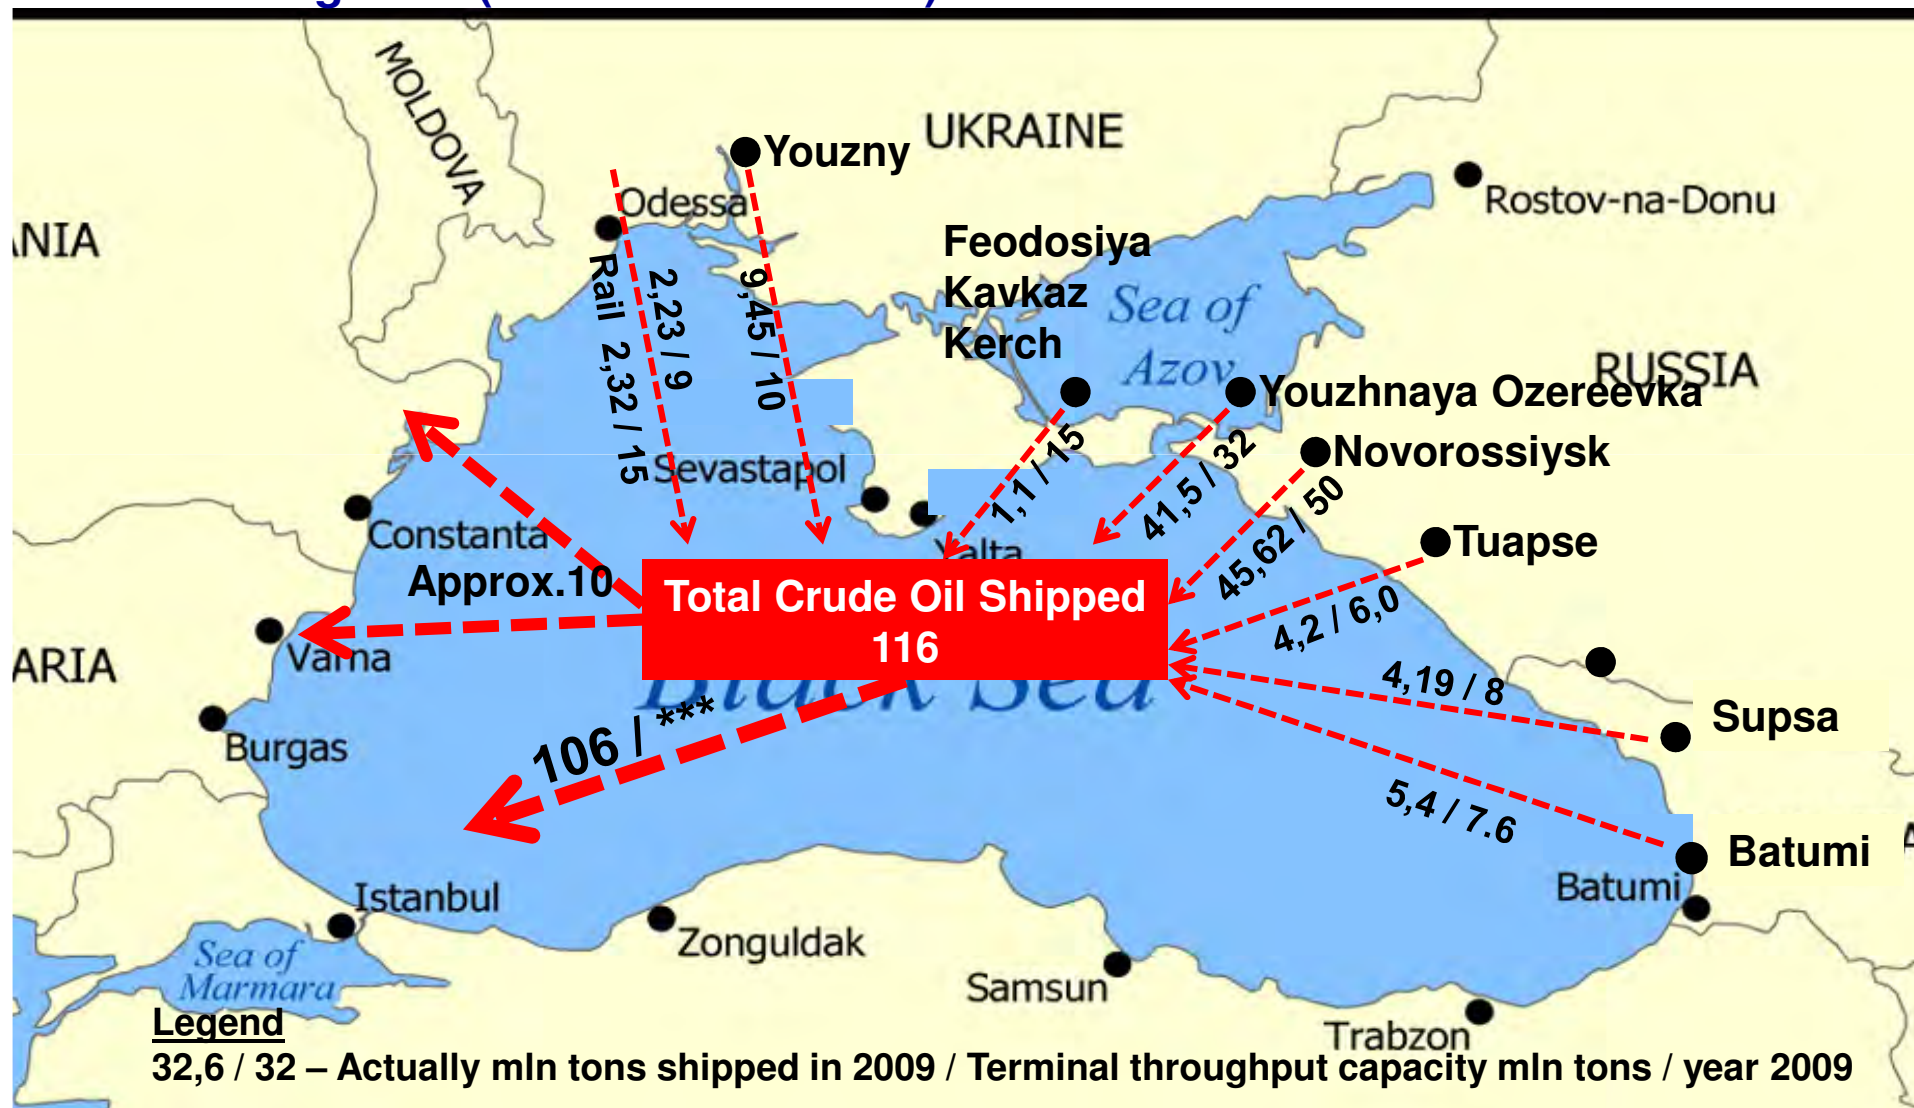 MOLDOVA
Youzny
UKRAINE
Odessa
Rostov-na-Donu
ANIA
Feodosiya
Kavkaz
Kerch
Sea of
Azov
RUSSIA
Youzhnaya Ozereevka
Novorossiysk
Rail 2,32 / 15
2,23 / 9
9,45 / 10
1,1 / 15
41,5 / 32
45,62 / 50
Sevastapol
Yalta
Constanta
Approx.10
Tuapse
4,2 / 6,0
Total Crude Oil Shipped
116
Varna
ARIA
Black Sea
4,19 / 8
Supsa
106 / ***
Burgas
5,4 / 7.6
Batumi
Batumi
Istanbul
Zonguldak
Sea of
Marmara
Samsun
Trabzon
Legend
32,6 / 32 – Actually mln tons shipped in 2009 / Terminal throughput capacity mln tons / year 2009